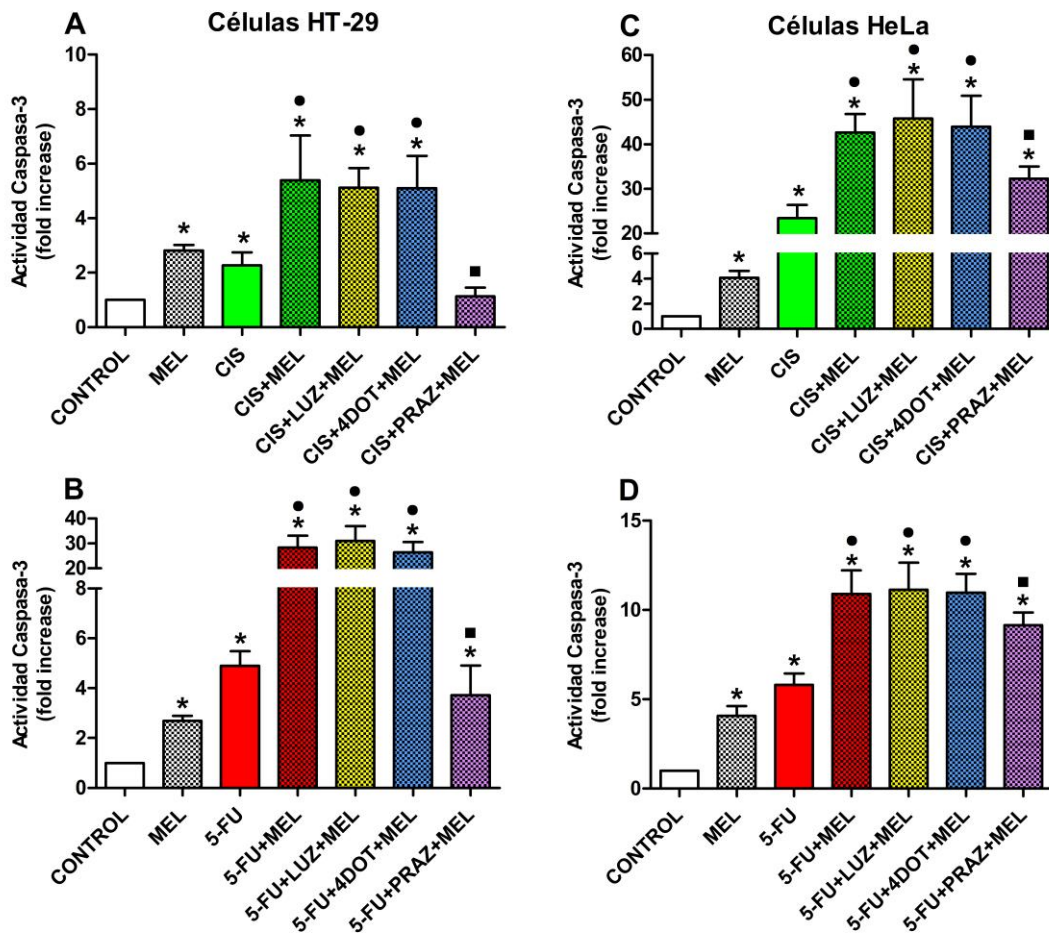 A
Células HT-29
Actividad Caspasa-3
(fold increase)
10
8
6
4
2
0
*
*
•
*
•
*
•
*
■
CONTROL
MEL
CIS
CIS+MEL
CIS+LUZ+MEL
CIS+4DOT+MEL
CIS+PRAZ+MEL
C
Células HeLa
Actividad Caspasa-3
(fold increase)
60
50
40
30
20
6
4
2
0
*
*
•
*
•
*
•
*
■
*
CONTROL
MEL
CIS
CIS+MEL
CIS+LUZ+MEL
CIS+4DOT+MEL
CIS+PRAZ+MEL
B
Actividad Caspasa-3
(fold increase)
40
30
20
8
6
4
2
0
*
*
•
*
•
*
•
*
■
*
CONTROL
MEL
5-FU
5-FU+MEL
5-FU+LUZ+MEL
5-FU+4DOT+MEL
5-FU+PRAZ+MEL
D
Actividad Caspasa-3
(fold increase)
15
10
5
0
*
*
•
*
•
*
•
*
■
*
CONTROL
MEL
5-FU
5-FU+MEL
5-FU+LUZ+MEL
5-FU+4DOT+MEL
5-FU+PRAZ+MEL